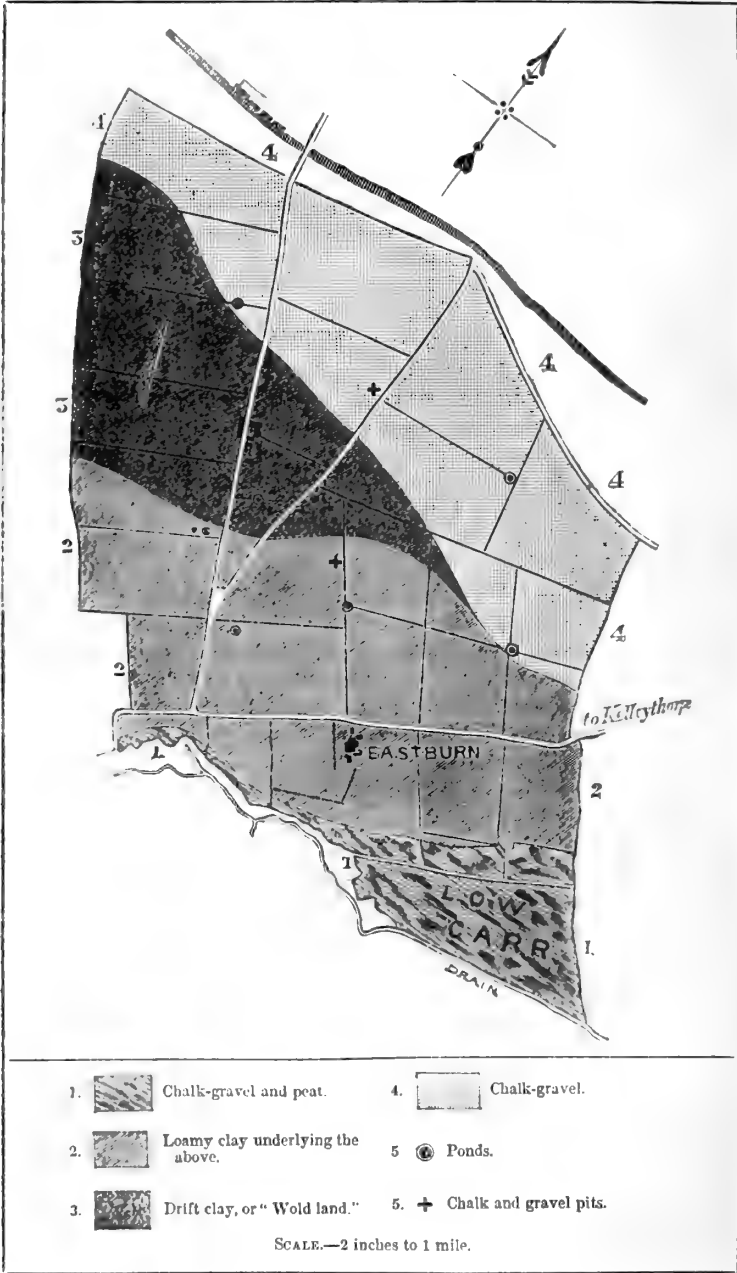 4
4
3
4
3
4
2
4
2
to Kelleythorpe
EASTBURN
1
2
1
LOW
CARR
1.
DRAIN
1. Chalk-gravel and peat.
2. Loamy clay underlying the
above.
3. Drift clay, or "Wold land."
4. Chalk-gravel.
5 Ponds.
5. + Chalk and gravel pits.
SCALE.—2 inches to 1 mile.